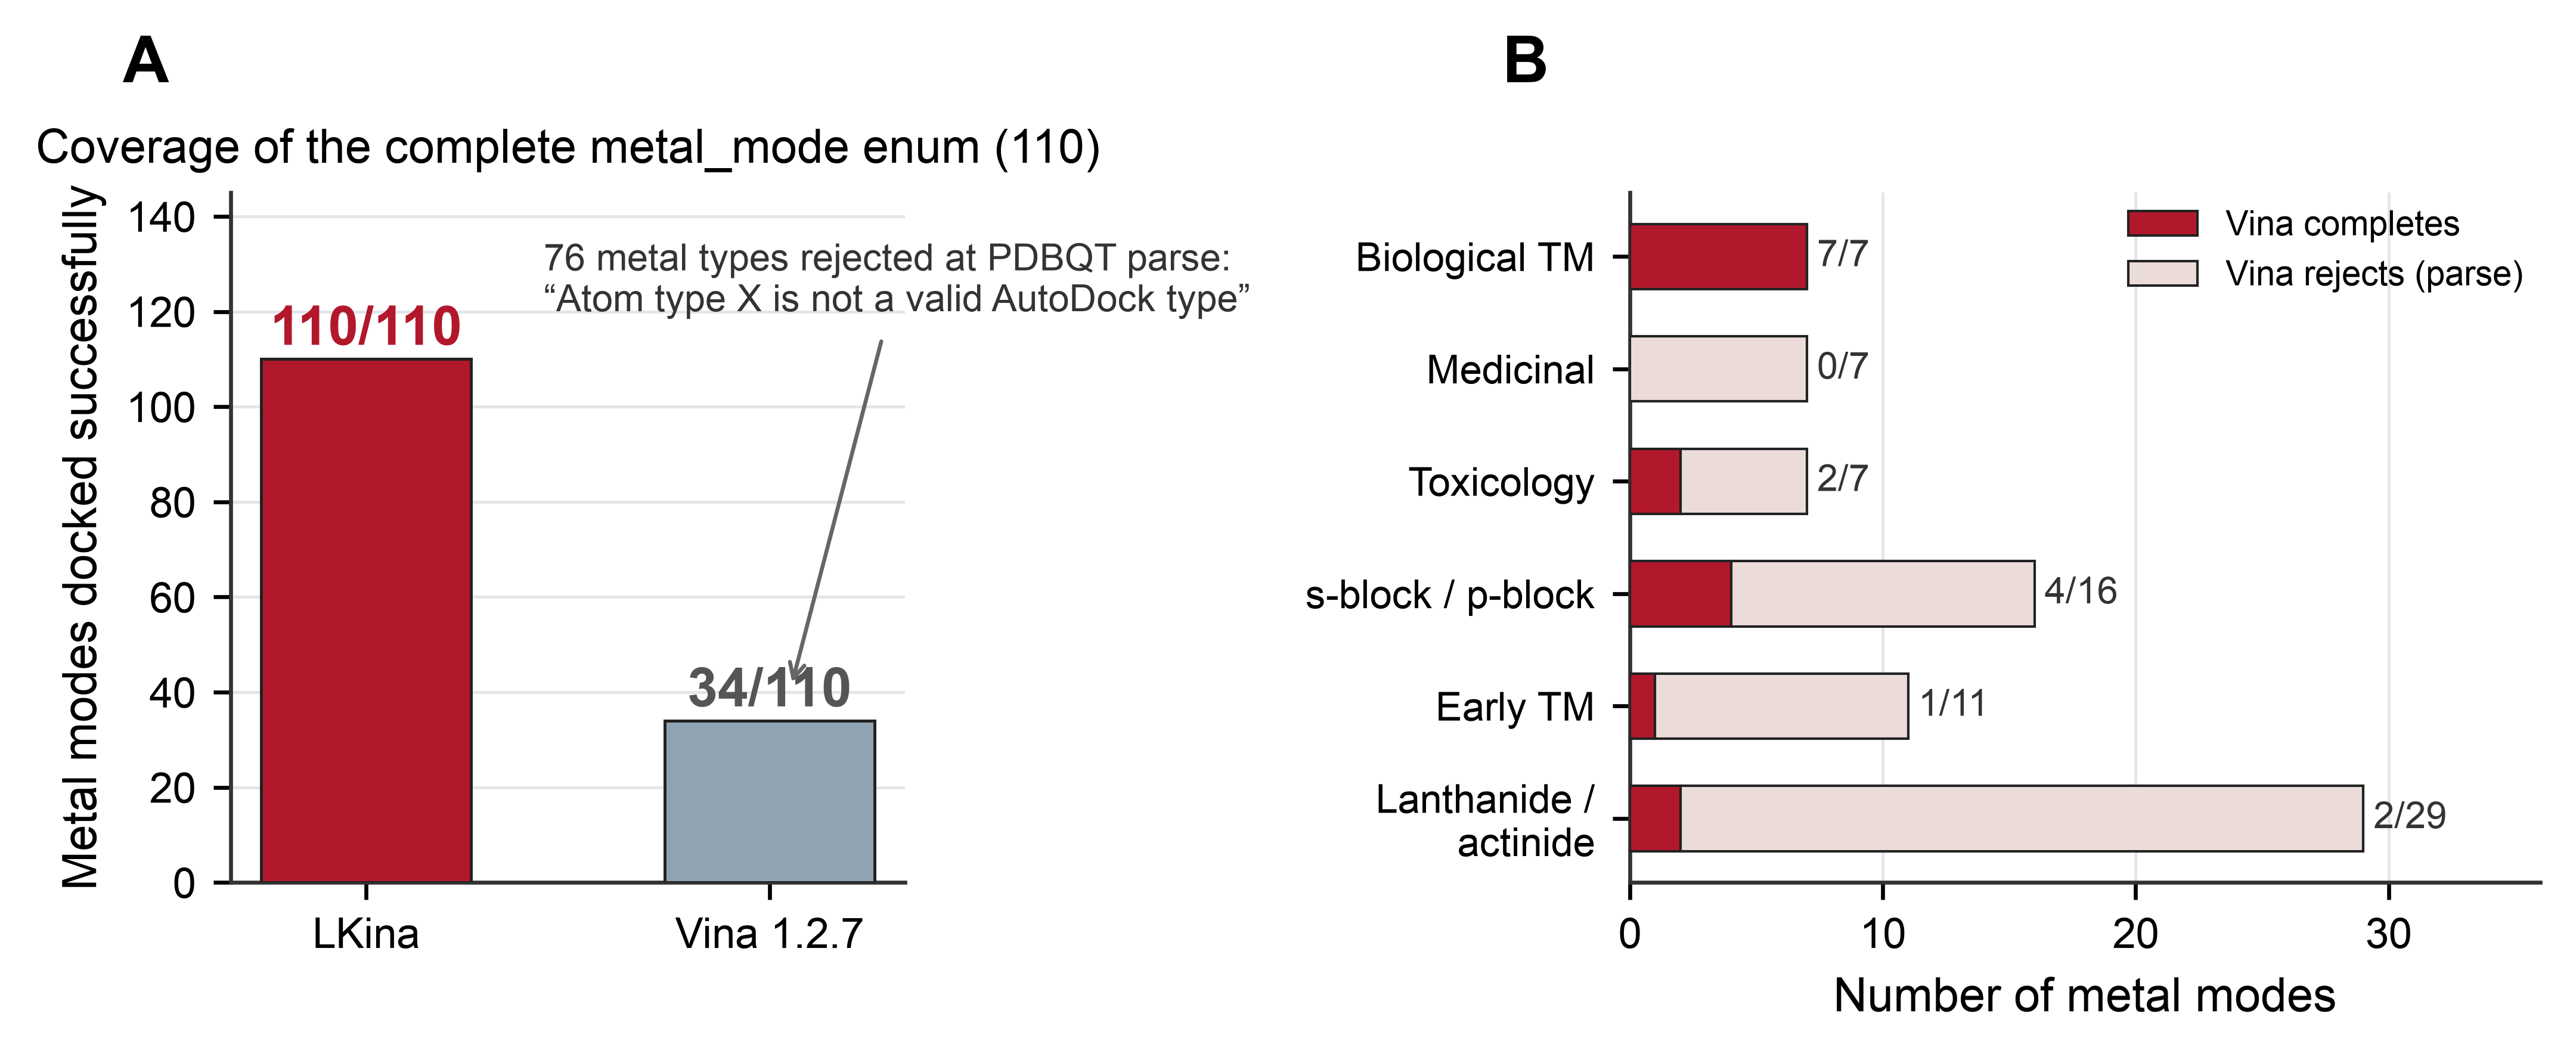 A
Coverage of the complete metal_mode enum (110)
Metal modes docked successfully
140
120
100
80
60
40
20
0
76 metal types rejected at PDBQT parse:
“Atom type X is not a valid AutoDock type”
110/110
34/110
LKina
Vina 1.2.7
B
Vina completes
Vina rejects (parse)
Biological TM
7/7
Medicinal
0/7
Toxicology
2/7
s-block / p-block
4/16
Early TM
1/11
Lanthanide /
actinide
2/29
0
10
20
30
Number of metal modes